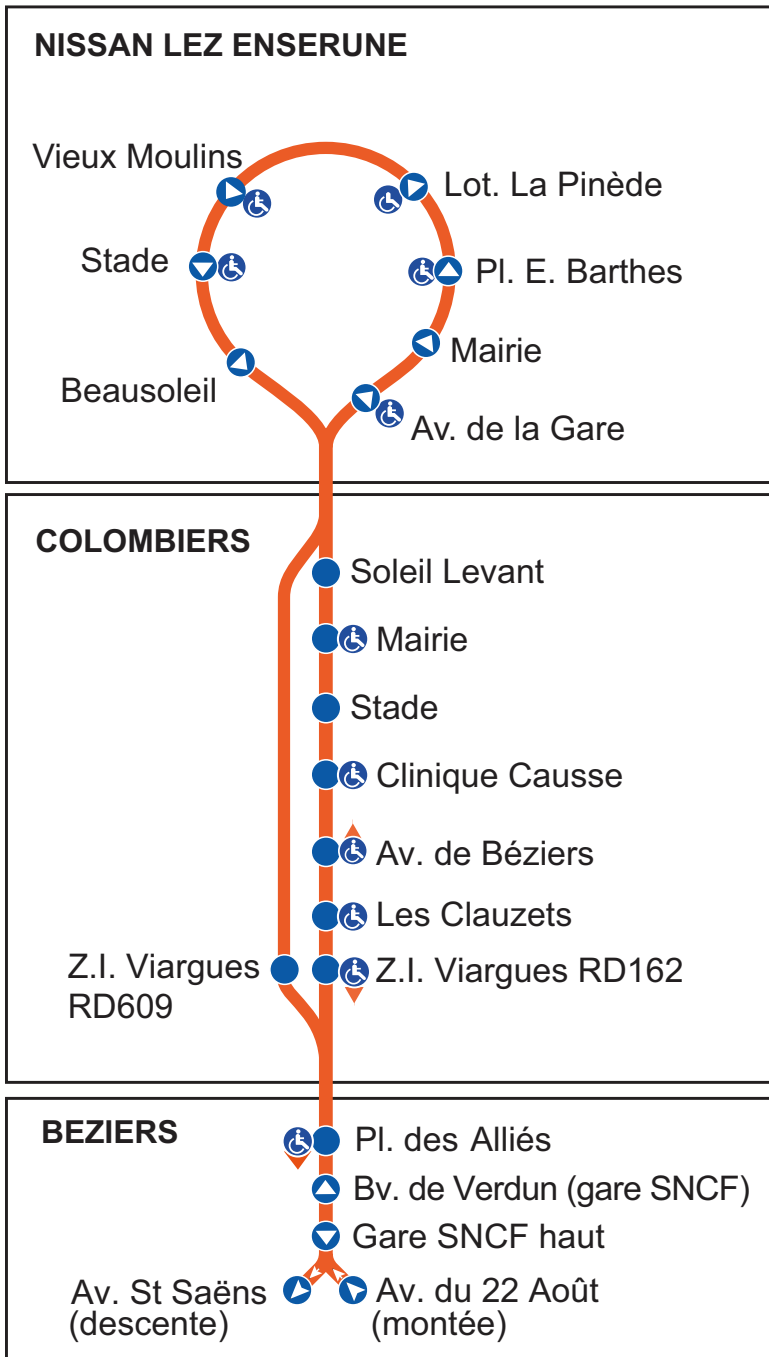 NISSAN LEZ ENSERUNE
Vieux Moulins
Lot. La Pinède
Stade
Pl. E. Barthes
Mairie
Beausoleil
Av. de la Gare
COLOMBIERS
Soleil Levant
Mairie
Stade
Clinique Causse
Av. de Béziers
Les Clauzets
Z.I. Viargues
RD609
Z.I. Viargues RD162
BEZIERS
Pl. des Alliés
Bv. de Verdun (gare SNCF)
Gare SNCF haut
Av. St Saëns
(descente)
Av. du 22 Août
(montée)